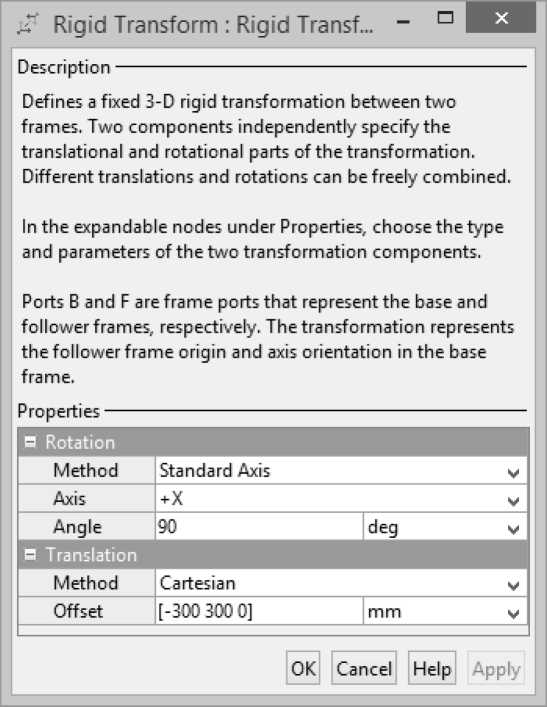 Rigid Transform : Rigid Transf...
Description
Defines a fixed 3-D rigid transformation between two
frames. Two components independently specify the
translational and rotational parts of the transformation.
Different translations and rotations can be freely combined.
In the expandable nodes under Properties, choose the type
and parameters of the two transformation components.
Ports B and F are frame ports that represent the base and
follower frames, respectively. The transformation represents
the follower frame origin and axis orientation in the base
frame.
Properties
Rotation
Method Standard Axis
Axis +X
Angle 90 deg
Translation
Method Cartesian
Offset [-300 300 0] mm
OK Cancel Help Apply